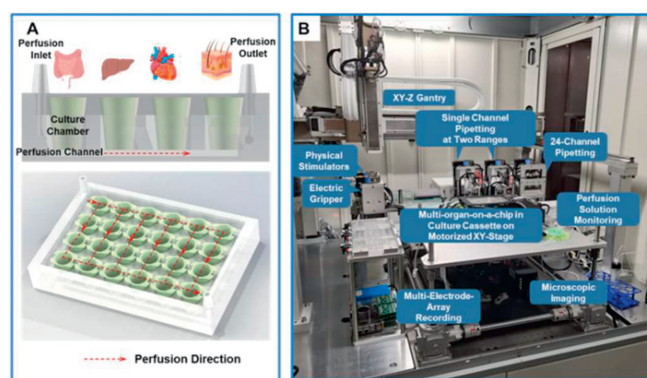 A
Perfusion
Inlet
Perfusion
Outlet
Culture
Chamber
Perfusion Channel
Perfusion Direction
B
XY-Z Gantry
Single Channel
Pipetting
at Two Ranges
24-Channel
Pipetting
Physical
Stimulators
Electric
Gripper
Multi-organ-on-a-chip in
Culture Cassette on
Motorized XY-Stage
Perfusion
Solution
Monitoring
Multi-Electrode-
Array
Recording
Microscopic
Imaging